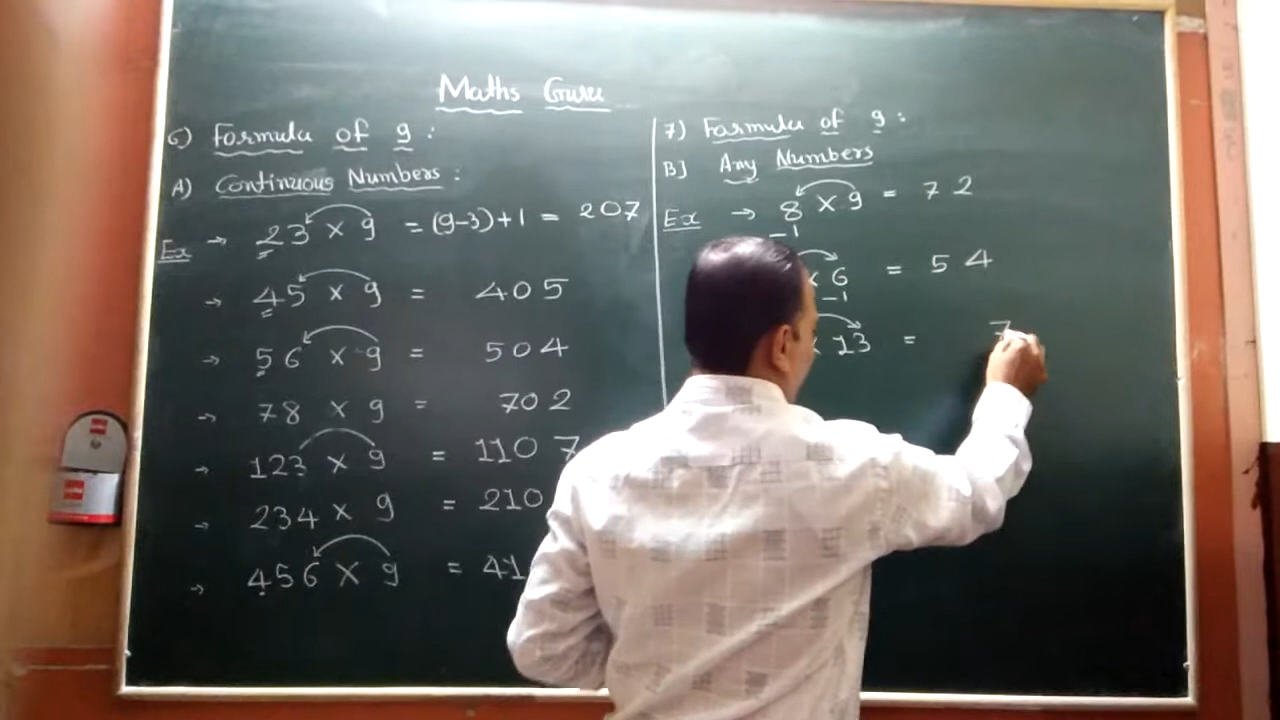 Maths Guru
6) Formula of 9 :
A) Continuous Numbers :
Ex → 23 × 9 = (9-3)+1 = 207
→ 45 × 9 = 405
→ 56 × 9 = 504
→ 78 × 9 = 702
→ 123 × 9 = 1107
→ 234 × 9 = 210
→ 456 × 9 = 41
7) Formula of 9 :
B] Any Numbers
Ex → 8 × 9 = 72
-1
× 6 = 54
-1
× 13 = 7